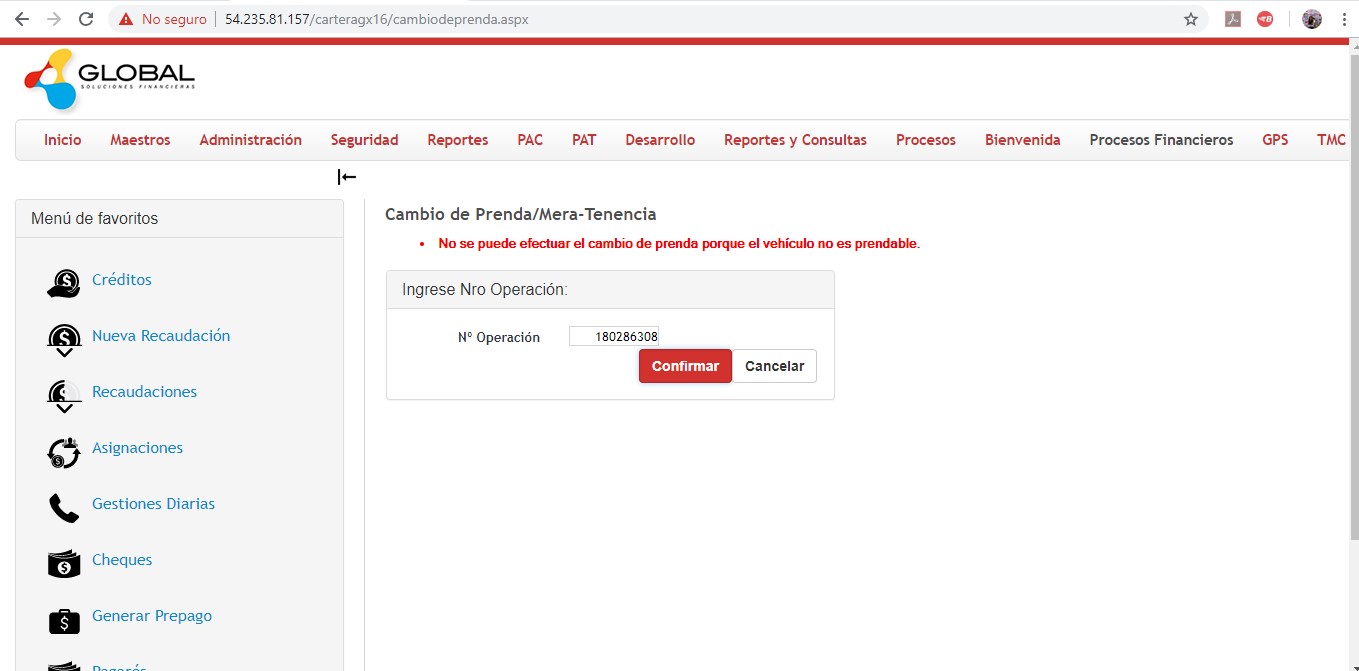 No seguro 54.235.81.157/carteragx16/cambiodeprenda.aspx
GLOBAL
SOLUCIONES FINANCIERAS
Inicio Maestros Administración Seguridad Reportes PAC PAT Desarrollo Reportes y Consultas Procesos Bienvenida Procesos Financieros GPS TMC
Menú de favoritos
Créditos
Nueva Recaudación
Recaudaciones
Asignaciones
Gestiones Diarias
Cheques
Generar Prepago
Pagarés
Cambio de Prenda/Mera-Tenencia
• No se puede efectuar el cambio de prenda porque el vehículo no es prendable.
Ingrese Nro Operación:
Nº Operación 180286308
Confirmar Cancelar